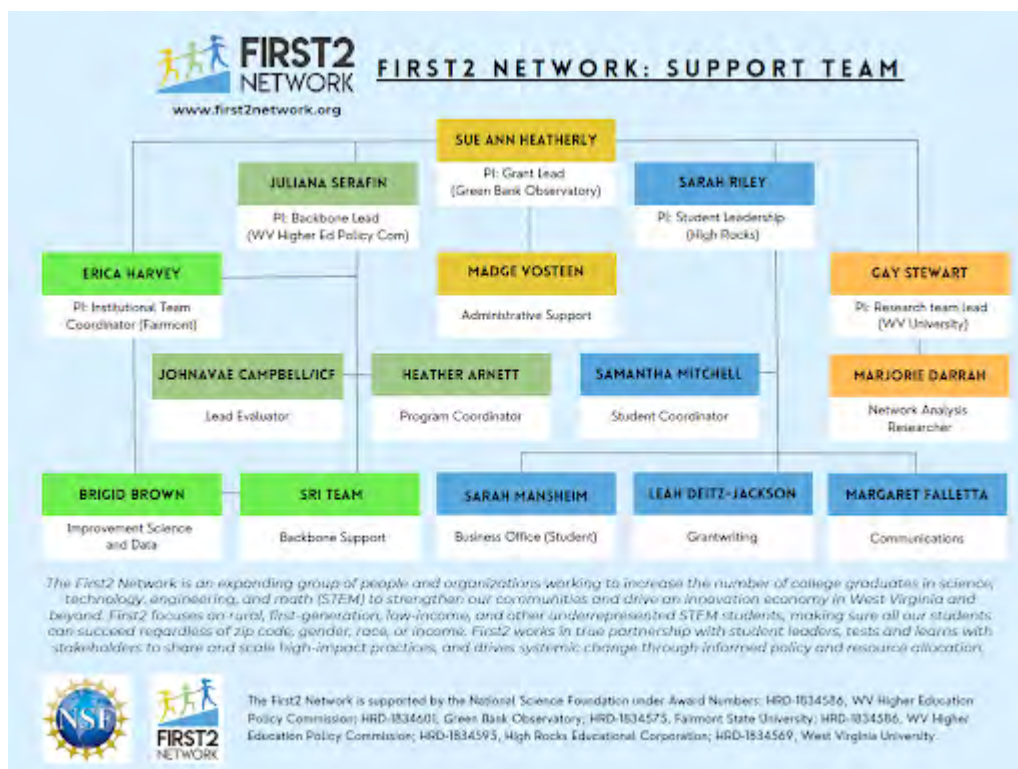 FIRST2
NETWORK
www.first2network.org
FIRST2 NETWORK: SUPPORT TEAM
SUE ANN HEATHERLY
PI: Grant Lead
(Green Bank Observatory)
JULIANA SERAFIN
PI: Backbone Lead
(WV Higher Ed Policy Com)
SARAH RILEY
PI: Student Leadership
(High Rocks)
ERICA HARVEY
PI: Institutional Team
Coordinator (Fairmont)
MADGE VOSTEEN
Administrative Support
GAY STEWART
PI: Research team lead
(WV University)
JOHNAVAE CAMPBELL/ICF
Lead Evaluator
HEATHER ARNETT
Program Coordinator
SAMANTHA MITCHELL
Student Coordinator
MARJORIE DARRAH
Network Analysis
Researcher
BRIGID BROWN
Improvement Science
and Data
SRI TEAM
Backbone Support
SARAH MANSHEIM
Business Office (Student)
LEAH DEITZ-JACKSON
Grantwriting
MARGARET FALLETTA
Communications
The First2 Network is an expanding group of people and organizations working to increase the number of college graduates in science,
technology, engineering, and math (STEM) to strengthen our communities and drive an innovation economy in West Virginia and
beyond. First2 focuses on rural, first-generation, low-income, and other underrepresented STEM students, making sure all our students
can succeed regardless of zip code, gender, race, or income. First2 works in true partnership with student leaders, tests and learns with
stakeholders to share and scale high-impact practices, and drives systemic change through informed policy and resource allocation.
NSF
FIRST2
NETWORK
The First2 Network is supported by the National Science Foundation under Award Numbers: HRD-1834586, WV Higher Education
Policy Commission; HRD-1834601, Green Bank Observatory; HRD-1834575, Fairmont State University; HRD-1834586, WV Higher
Education Policy Commission; HRD-1834595, High Rocks Educational Corporation; HRD-1834569, West Virginia University.